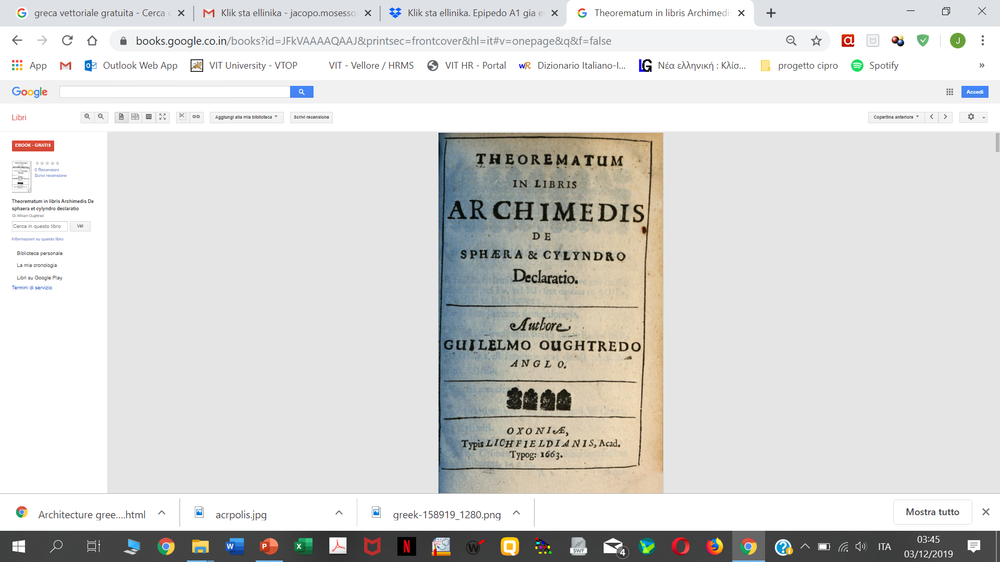 greca vettoriale gratuita - Cerca
Klik sta ellinika - jacopo.mosesso
Klik sta ellinika. Epipedo A1 gia e
Theorematum in libris Archimedis
books.google.co.in/books?id=JFkVAAAAQAAJ&printsec=frontcover&hl=it#v=onepage&q&f=false
J
App
Outlook Web App
VIT University - VTOP
VIT - Vellore / HRMS
VIT HR - Portal
Dizionario Italiano-I...
Νέα ελληνική : Κλίσ...
progetto cipro
Spotify
»
Google
Accedi
Libri
Aggiungi alla mia biblioteca
Scrivi recensione
Copertina anteriore
EBOOK - GRATIS
0 Recensioni
Scrivi recensione
Theorematum in libris Archimedis De
sphaera et cylyndro declaratio
Di William Oughtred
Cerca in questo libro
Vai
Informazioni su questo libro
Biblioteca personale
La mia cronologia
Libri su Google Play
Termini di servizio
THEOREMATUM
IN LIBRIS
ARCHIMEDIS
DE
SPHÆRA & CYLYNDRO
Declaratio.
Authore
GUILELMO OUGHTREDO
ANGLO.
OXONIÆ,
Typis LICHFIELDIANIS, Acad.
Typog: 1663.
Architecture gree....html
acrpolis.jpg
greek-158919_1280.png
Mostra tutto
4
ITA
03:45
03/12/2019